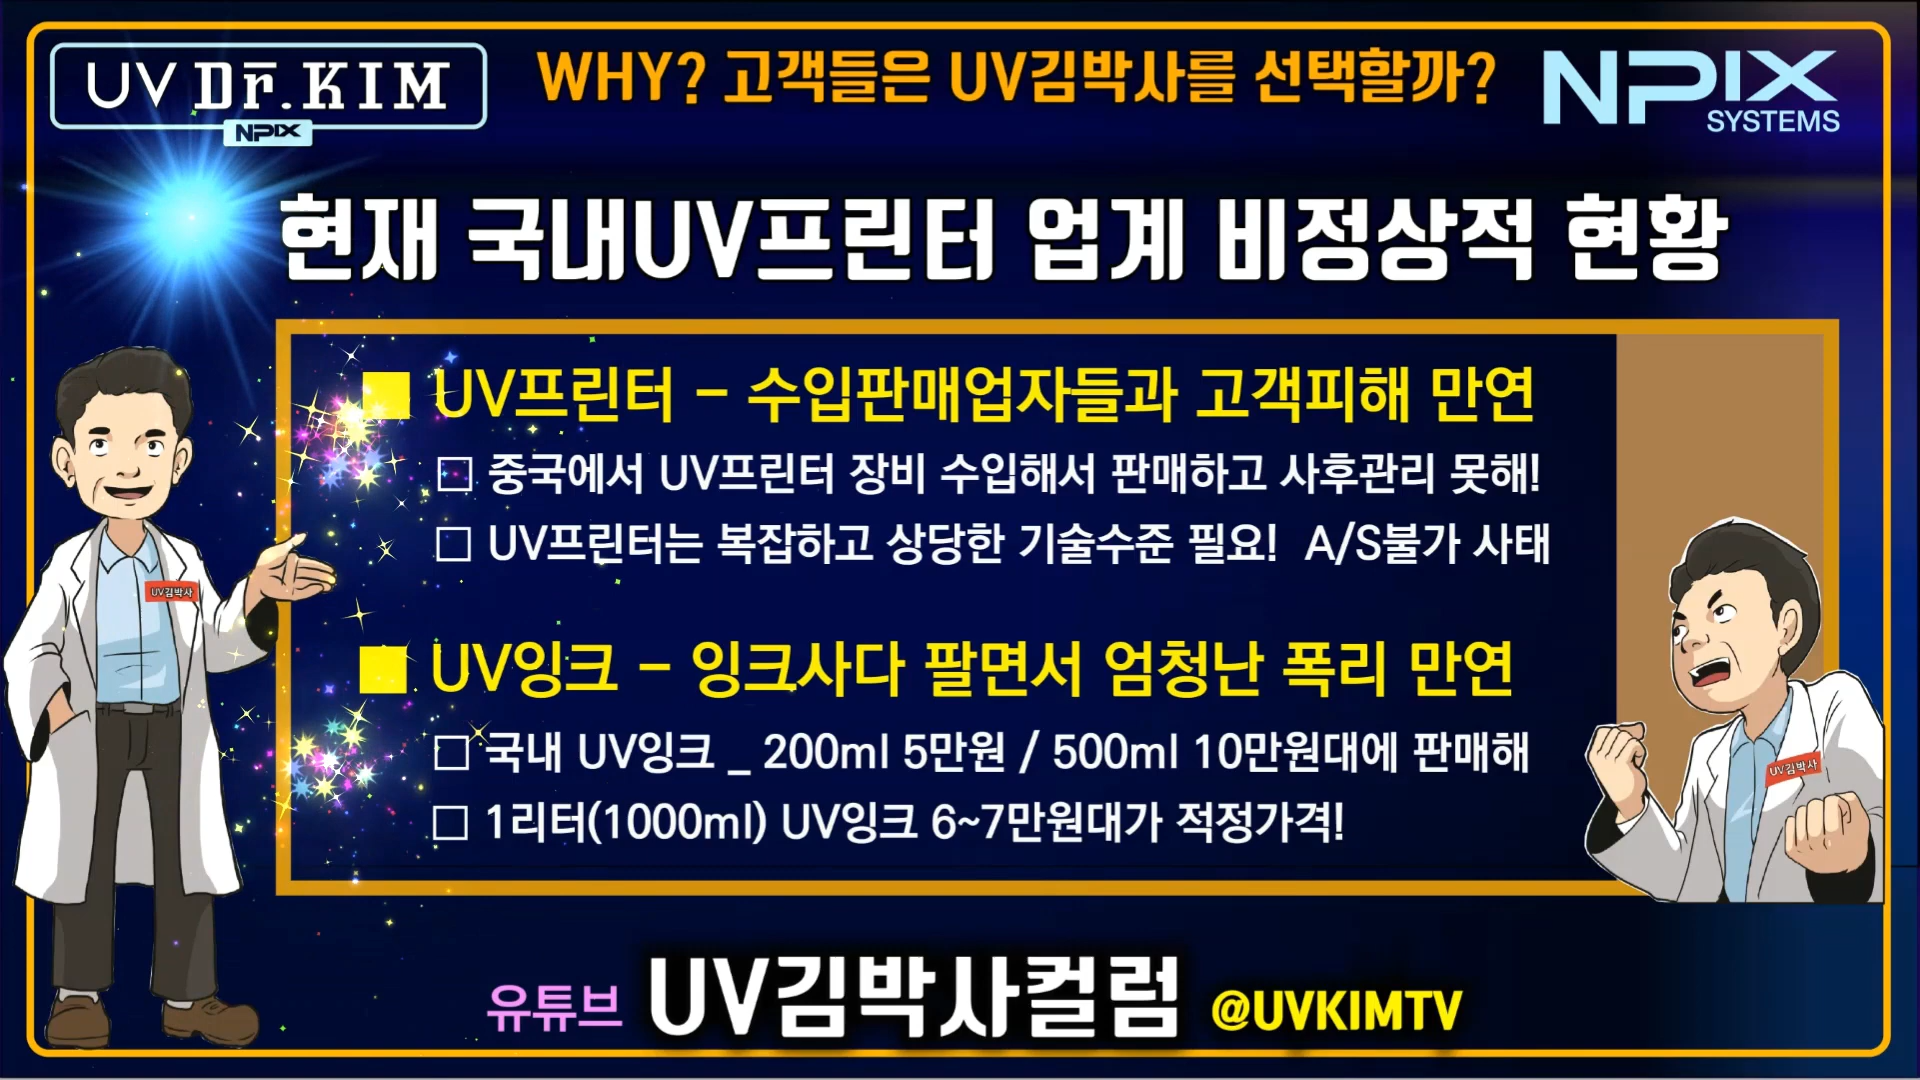 UV Dr.KIM
NPIX
WHY? 고객들은 UV김박사를 선택할까?
NPIX
SYSTEMS
현재 국내UV프린터 업계 비정상적 현황
■ UV프린터 - 수입판매업자들과 고객피해 만연
□ 중국에서 UV프린터 장비 수입해서 판매하고 사후관리 못해!
□ UV프린터는 복잡하고 상당한 기술수준 필요! A/S불가 사태
UV김박사
■ UV잉크 - 잉크사다 팔면서 엄청난 폭리 만연
□ 국내 UV잉크 _ 200ml 5만원 / 500ml 10만원대에 판매해
UV김박사
□ 1리터(1000ml) UV잉크 6~7만원대가 적정가격!
유튜브 UV김박사컬럼 @UVKIMTV